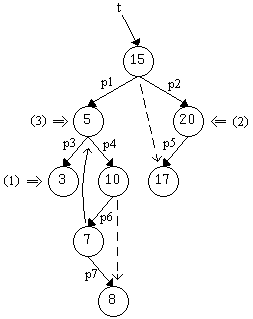 t
15
p1 p2
(3) ⇒ 5 20 ⇐ (2)
p3 p4 p5
(1) ⇒ 3 10 17
p6
7
p7
8